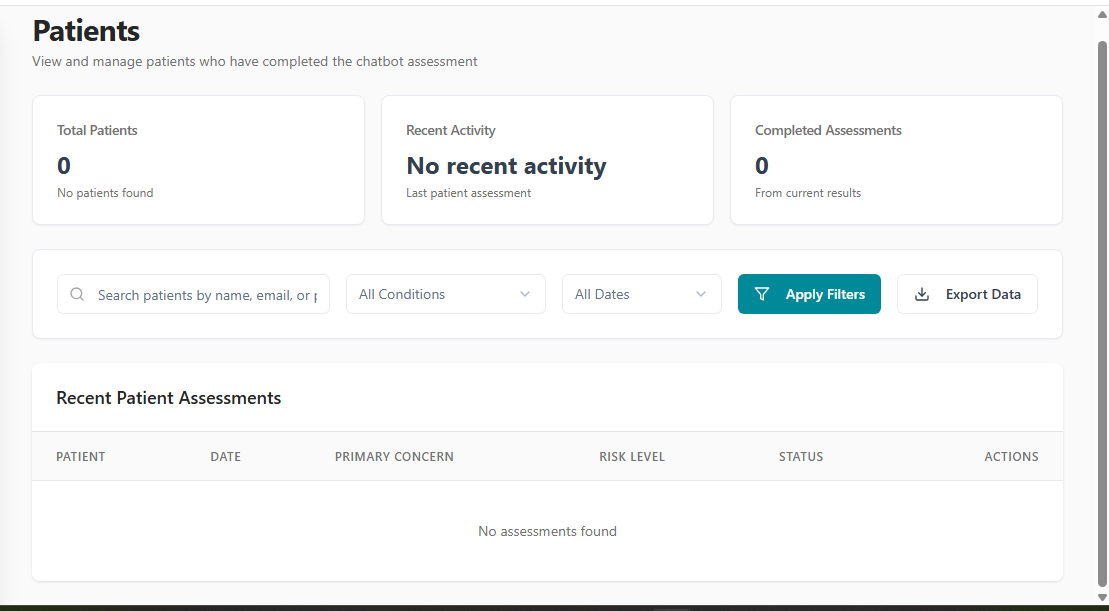 Patients
View and manage patients who have completed the chatbot assessment
Total Patients
0
No patients found
Recent Activity
No recent activity
Last patient assessment
Completed Assessments
0
From current results
Search patients by name, email, or p
All Conditions
All Dates
Apply Filters
Export Data
Recent Patient Assessments
PATIENT DATE PRIMARY CONCERN RISK LEVEL STATUS ACTIONS
No assessments found